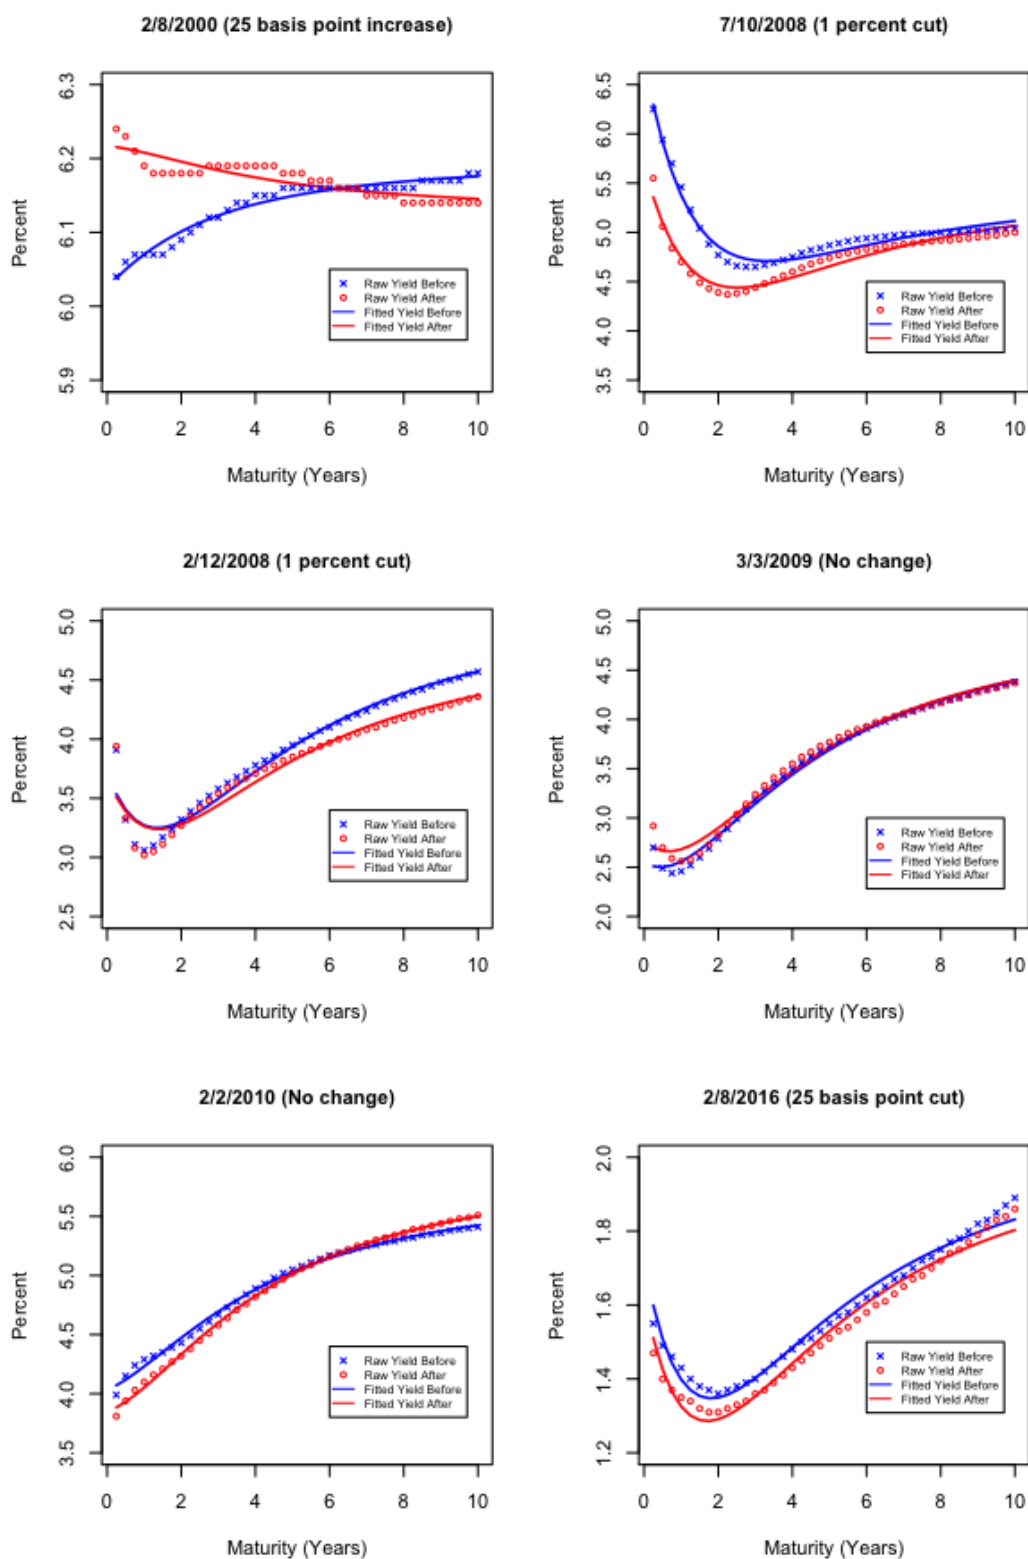 2/8/2000 (25 basis point increase)
Percent
6.3
6.2
6.1
6.0
5.9
Raw Yield Before
Raw Yield After
Fitted Yield Before
Fitted Yield After
0 2 4 6 8 10
Maturity (Years)
7/10/2008 (1 percent cut)
Percent
6.5
6.0
5.5
5.0
4.5
4.0
3.5
Raw Yield Before
Raw Yield After
Fitted Yield Before
Fitted Yield After
0 2 4 6 8 10
Maturity (Years)
2/12/2008 (1 percent cut)
Percent
5.0
4.5
4.0
3.5
3.0
2.5
Raw Yield Before
Raw Yield After
Fitted Yield Before
Fitted Yield After
0 2 4 6 8 10
Maturity (Years)
3/3/2009 (No change)
Percent
5.0
4.5
4.0
3.5
3.0
2.5
2.0
Raw Yield Before
Raw Yield After
Fitted Yield Before
Fitted Yield After
0 2 4 6 8 10
Maturity (Years)
2/2/2010 (No change)
Percent
6.0
5.5
5.0
4.5
4.0
3.5
Raw Yield Before
Raw Yield After
Fitted Yield Before
Fitted Yield After
0 2 4 6 8 10
Maturity (Years)
2/8/2016 (25 basis point cut)
Percent
2.0
1.8
1.6
1.4
1.2
Raw Yield Before
Raw Yield After
Fitted Yield Before
Fitted Yield After
0 2 4 6 8 10
Maturity (Years)